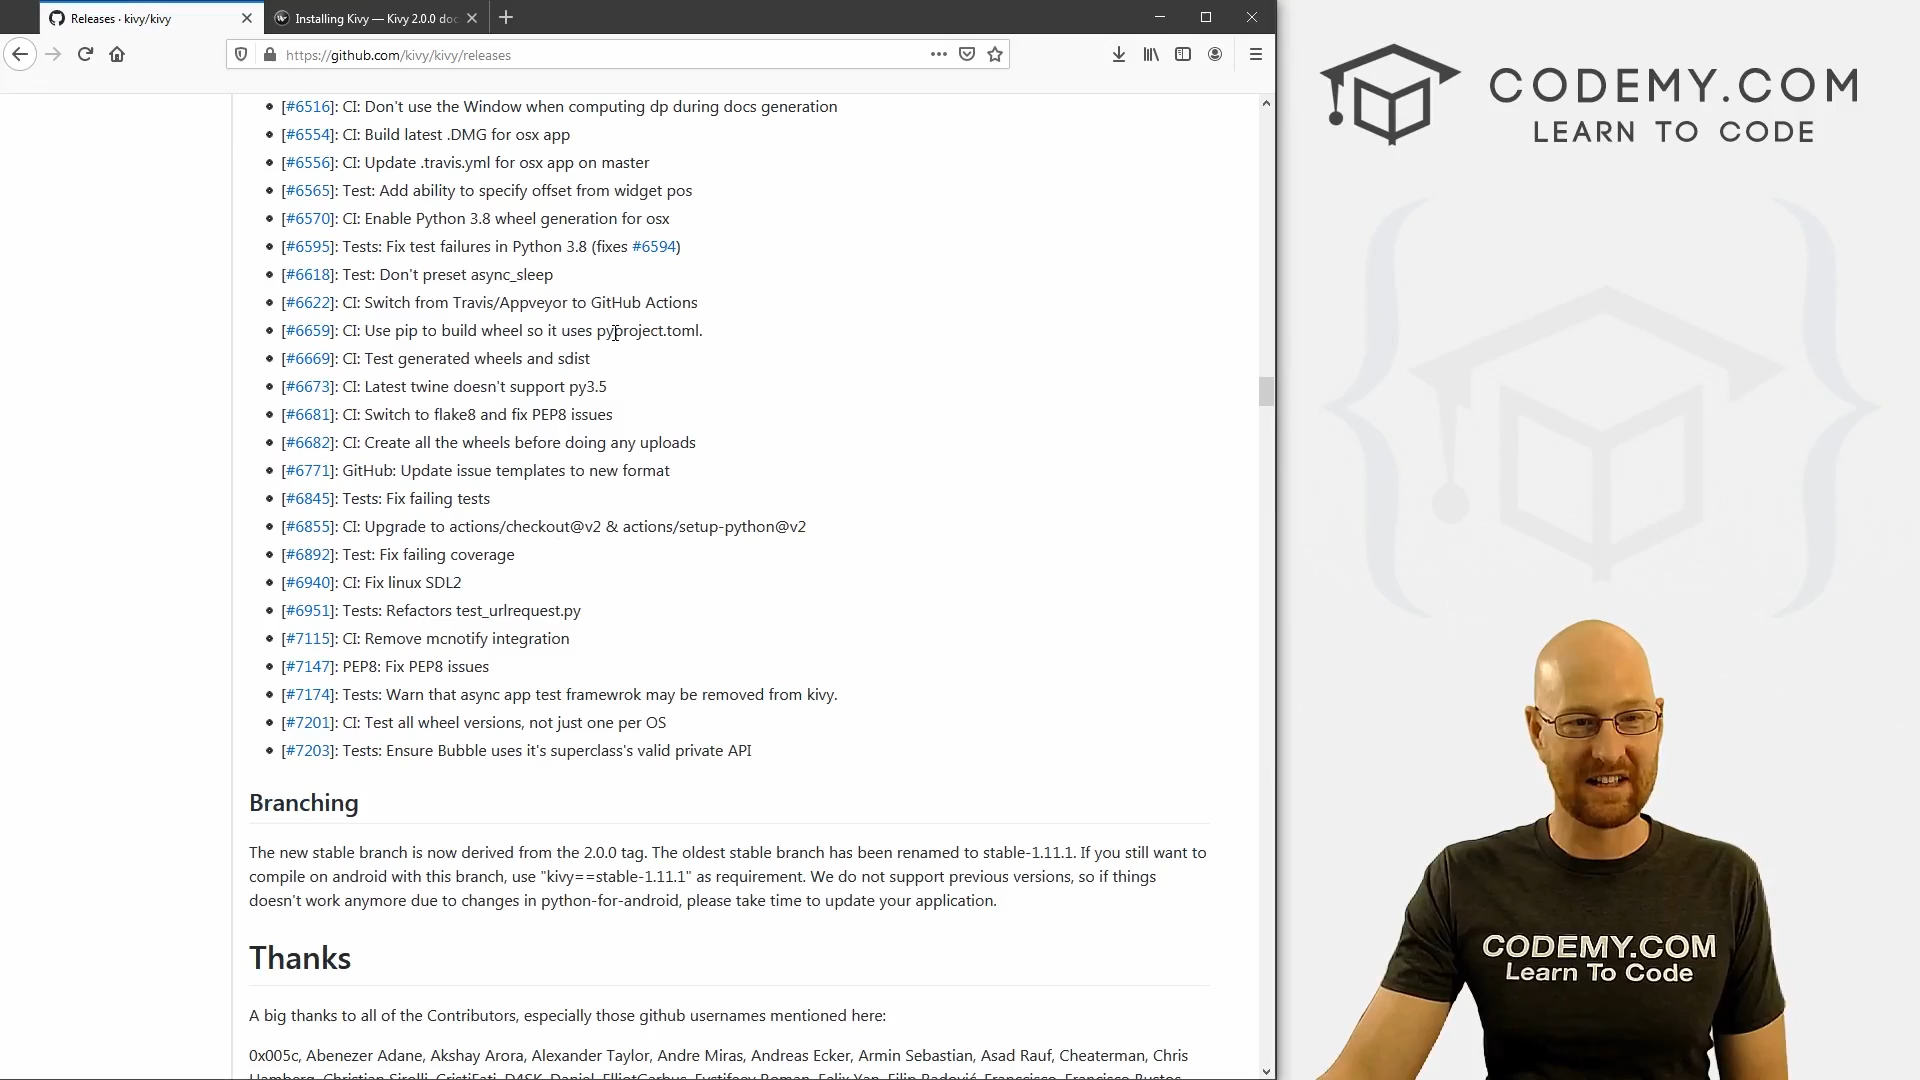 Releases · kivy/kivy
Installing Kivy — Kivy 2.0.0 doc
https://github.com/kivy/kivy/releases
[#6516]: CI: Don't use the Window when computing dp during docs generation
[#6554]: CI: Build latest .DMG for osx app
[#6556]: CI: Update .travis.yml for osx app on master
[#6565]: Test: Add ability to specify offset from widget pos
[#6570]: CI: Enable Python 3.8 wheel generation for osx
[#6595]: Tests: Fix test failures in Python 3.8 (fixes #6594)
[#6618]: Test: Don't preset async_sleep
[#6622]: CI: Switch from Travis/Appveyor to GitHub Actions
[#6659]: CI: Use pip to build wheel so it uses pyproject.toml.
[#6669]: CI: Test generated wheels and sdist
[#6673]: CI: Latest twine doesn't support py3.5
[#6681]: CI: Switch to flake8 and fix PEP8 issues
[#6682]: CI: Create all the wheels before doing any uploads
[#6771]: GitHub: Update issue templates to new format
[#6845]: Tests: Fix failing tests
[#6855]: CI: Upgrade to actions/checkout@v2 & actions/setup-python@v2
[#6892]: Test: Fix failing coverage
[#6940]: CI: Fix linux SDL2
[#6951]: Tests: Refactors test_urlrequest.py
[#7115]: CI: Remove mcnotify integration
[#7147]: PEP8: Fix PEP8 issues
[#7174]: Tests: Warn that async app test framewrok may be removed from kivy.
[#7201]: CI: Test all wheel versions, not just one per OS
[#7203]: Tests: Ensure Bubble uses it's superclass's valid private API
Branching
The new stable branch is now derived from the 2.0.0 tag. The oldest stable branch has been renamed to stable-1.11.1. If you still want to
compile on android with this branch, use "kivy==stable-1.11.1" as requirement. We do not support previous versions, so if things
doesn't work anymore due to changes in python-for-android, please take time to update your application.
Thanks
A big thanks to all of the Contributors, especially those github usernames mentioned here:
0x005c, Abenezer Adane, Akshay Arora, Alexander Taylor, Andre Miras, Andreas Ecker, Armin Sebastian, Asad Rauf, Cheaterman, Chris
CODEMY.COM
LEARN TO CODE
CODEMY.COM
Learn To Code